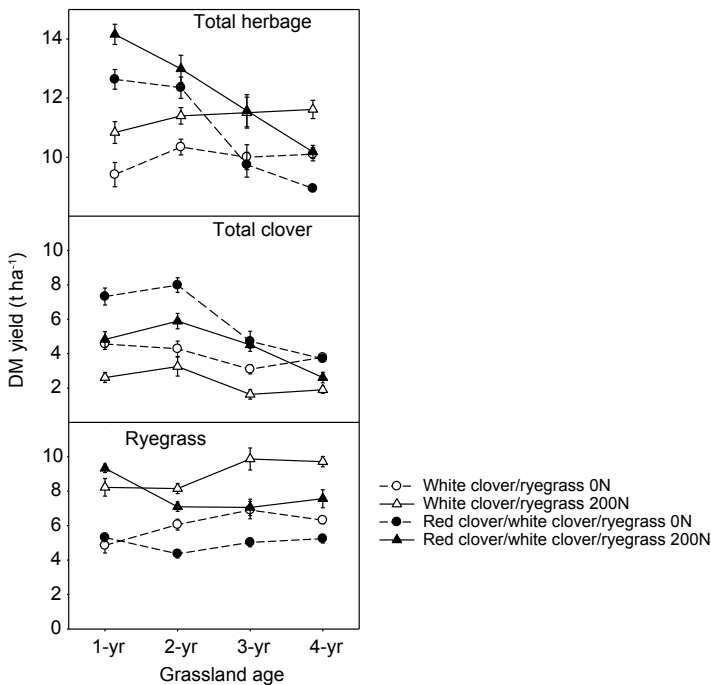 Total herbage
14
12
10
Total clover
10
8
6
4
2
DM yield (t ha-1)
Ryegrass
10
8
6
4
2
0
1-yr 2-yr 3-yr 4-yr
Grassland age
White clover/ryegrass 0N
White clover/ryegrass 200N
Red clover/white clover/ryegrass 0N
Red clover/white clover/ryegrass 200N